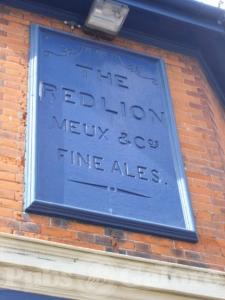 THE
RED LION
MEUX & Co
FINE ALES.